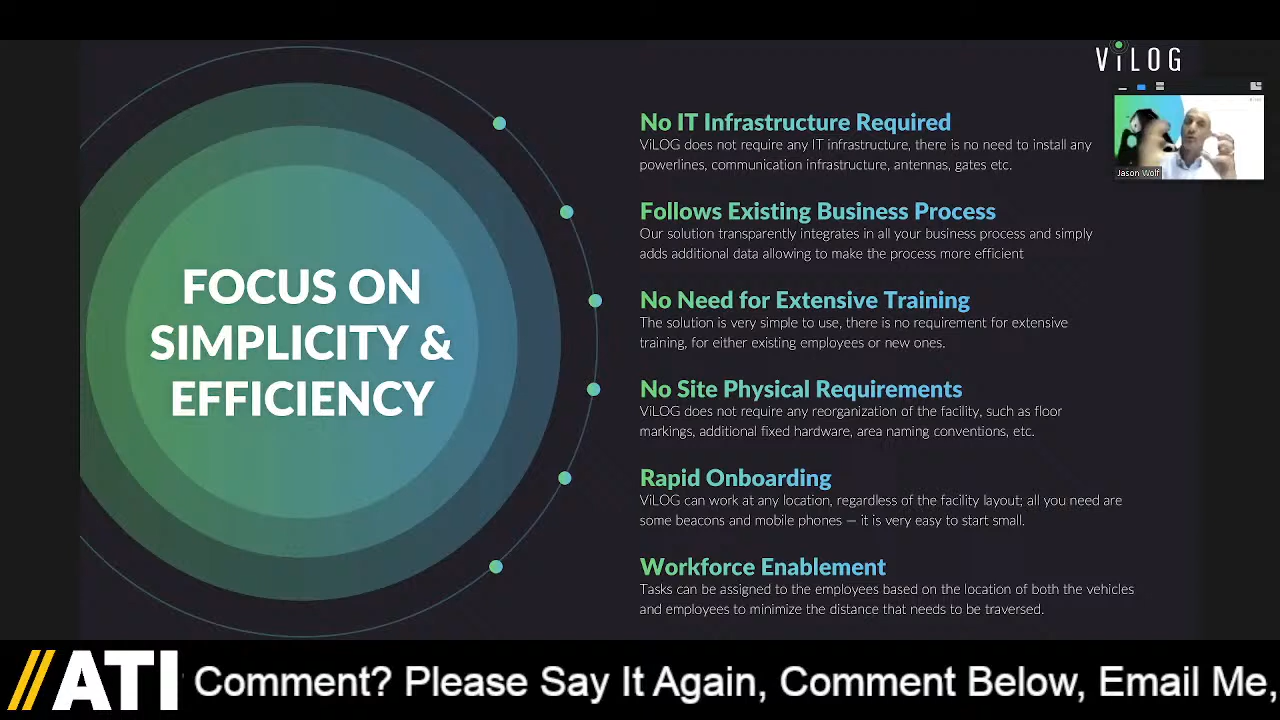 ViLOG
Jason Wolf
FOCUS ON
SIMPLICITY &
EFFICIENCY
No IT Infrastructure Required
ViLOG does not require any IT infrastructure, there is no need to install any
powerlines, communication infrastructure, antennas, gates etc.
Follows Existing Business Process
Our solution transparently integrates in all your business process and simply
adds additional data allowing to make the process more efficient
No Need for Extensive Training
The solution is very simple to use, there is no requirement for extensive
training, for either existing employees or new ones.
No Site Physical Requirements
ViLOG does not require any reorganization of the facility, such as floor
markings, additional fixed hardware, area naming conventions, etc.
Rapid Onboarding
ViLOG can work at any location, regardless of the facility layout; all you need are
some beacons and mobile phones — it is very easy to start small.
Workforce Enablement
Tasks can be assigned to the employees based on the location of both the vehicles
and employees to minimize the distance that needs to be traversed.
//ATI Comment? Please Say It Again, Comment Below, Email Me,